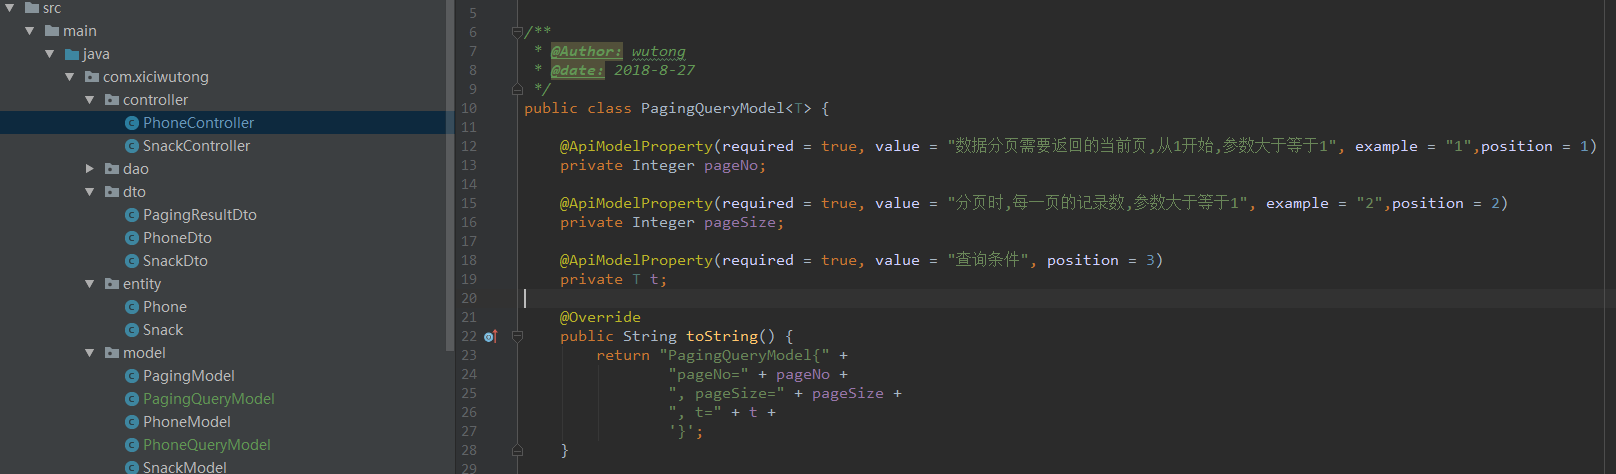 src
main
java
com.xiciwutong
controller
PhoneController
SnackController
dao
dto
PagingResultDto
PhoneDto
SnackDto
entity
Phone
Snack
model
PagingModel
PagingQueryModel
PhoneModel
PhoneQueryModel
SnackModel
5
6 /**
7 * @Author: wutong
8 * @date: 2018-8-27
9 */
10 public class PagingQueryModel<T> {
11
12 @ApiModelProperty(required = true, value = "数据分页需要返回的当前页,从1开始,参数大于等于1", example = "1",position = 1)
13 private Integer pageNo;
14
15 @ApiModelProperty(required = true, value = "分页时,每一页的记录数,参数大于等于1", example = "2",position = 2)
16 private Integer pageSize;
17
18 @ApiModelProperty(required = true, value = "查询条件", position = 3)
19 private T t;
20
21 @Override
22 public String toString() {
23 return "PagingQueryModel{" +
24 "pageNo=" + pageNo +
25 ", pageSize=" + pageSize +
26 ", t=" + t +
27 '}';
28 }
29